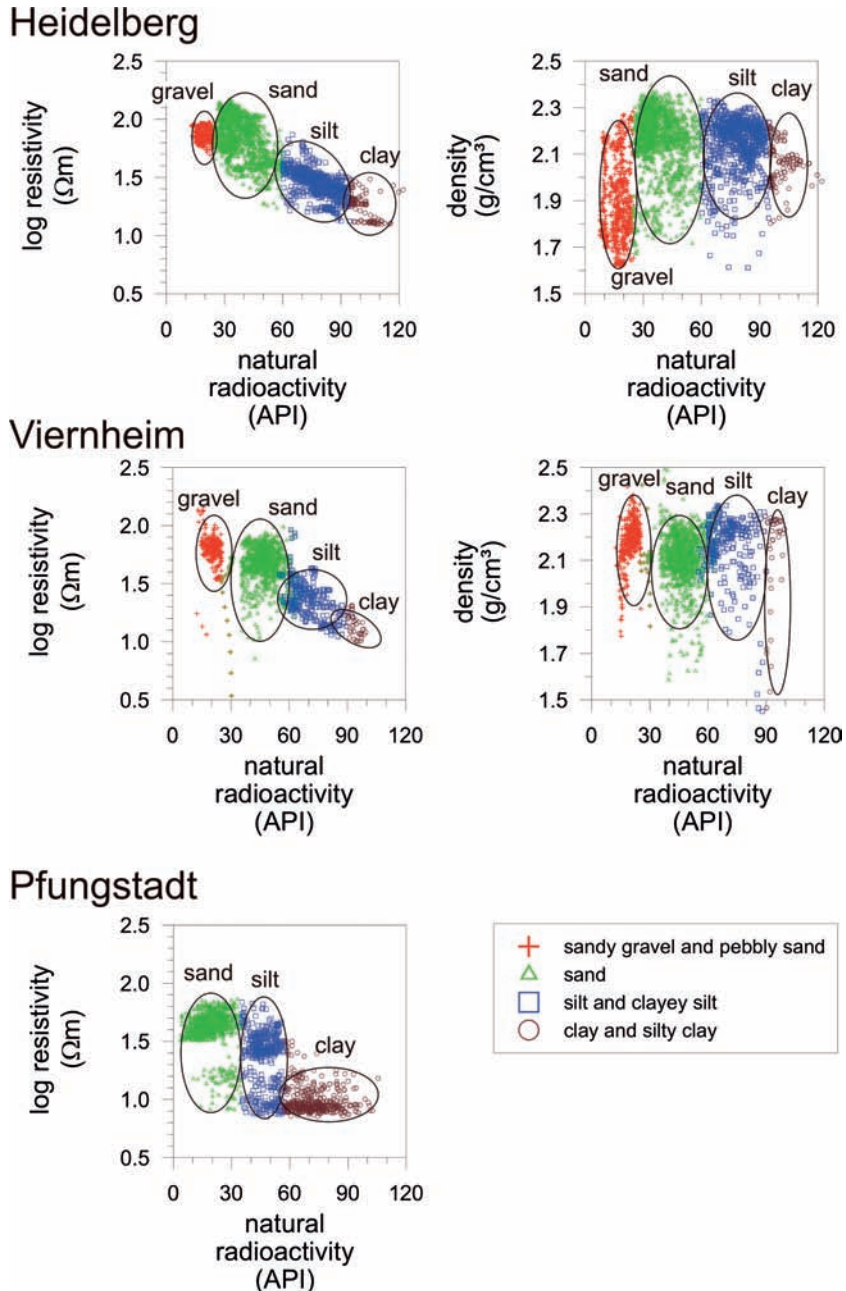 Heidelberg
2.5
2.0
1.5
1.0
0.5
log resistivity
(Ωm)
gravel
sand
silt
clay
0 30 60 90 120
natural
radioactivity
(API)
2.5
2.3
2.1
1.9
1.7
1.5
density
(g/cm³)
sand
silt
clay
gravel
0 30 60 90 120
natural
radioactivity
(API)
Viernheim
2.5
2.0
1.5
1.0
0.5
log resistivity
(Ωm)
gravel
sand
silt
clay
0 30 60 90 120
natural
radioactivity
(API)
2.5
2.3
2.1
1.9
1.7
1.5
density
(g/cm³)
gravel
sand
silt
clay
0 30 60 90 120
natural
radioactivity
(API)
Pfungstadt
2.5
2.0
1.5
1.0
0.5
log resistivity
(Ωm)
sand
silt
clay
0 30 60 90 120
natural
radioactivity
(API)
sandy gravel and pebbly sand
sand
silt and clayey silt
clay and silty clay